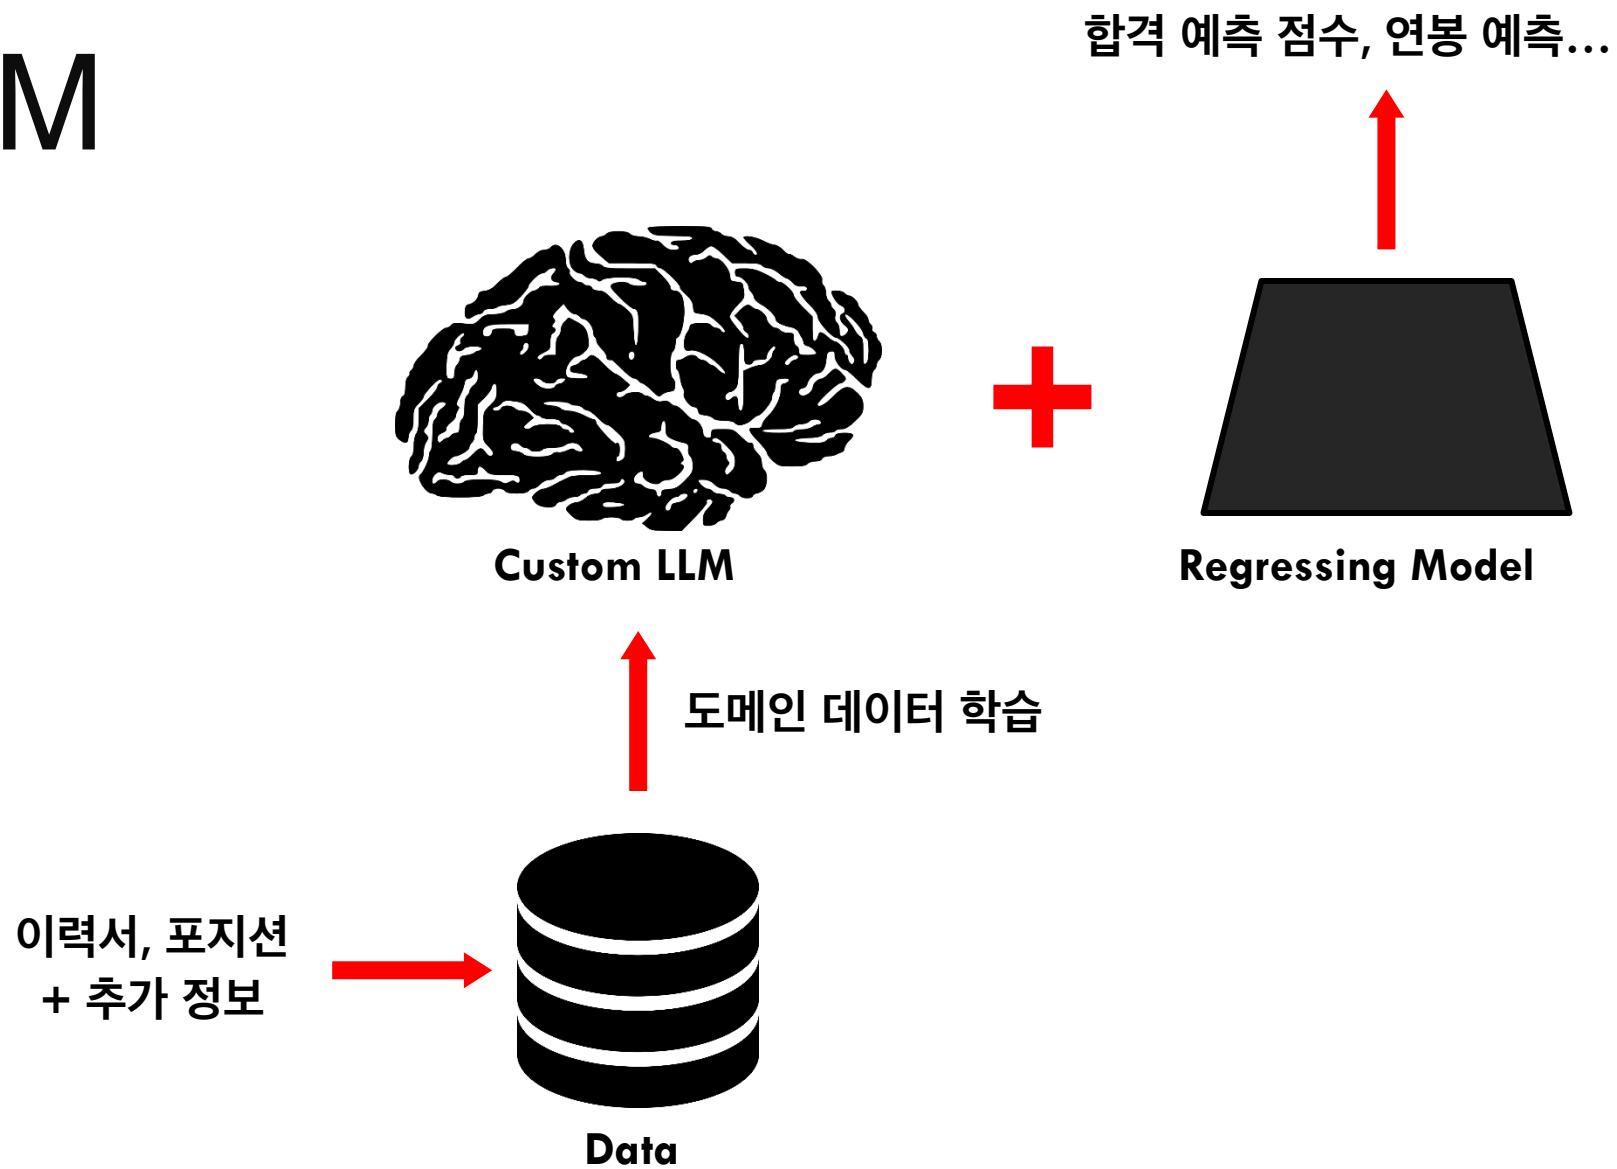 합격 예측 점수, 연봉 예측...
M
Custom LLM
Regressing Model
도메인 데이터 학습
이력서, 포지션
+ 추가 정보
Data